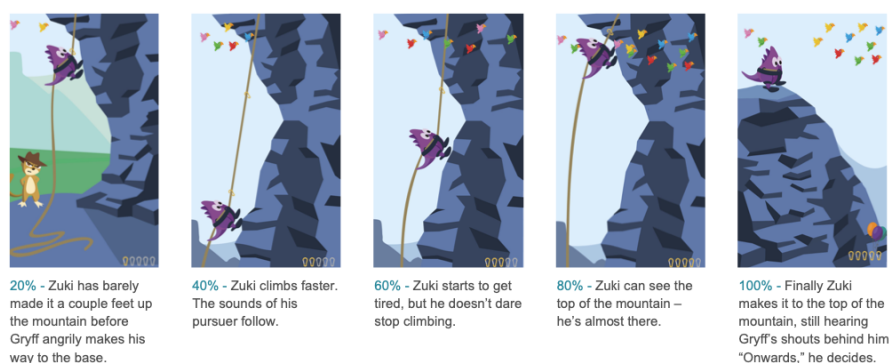 20% - Zuki has barely
made it a couple feet up
the mountain before
Gryff angrily makes his
way to the base.
40% - Zuki climbs faster.
The sounds of his
pursuer follow.
60% - Zuki starts to get
tired, but he doesn't dare
stop climbing.
80% - Zuki can see the
top of the mountain –
he's almost there.
100% - Finally Zuki
makes it to the top of the
mountain, still hearing
Gryff's shouts behind him
"Onwards," he decides.